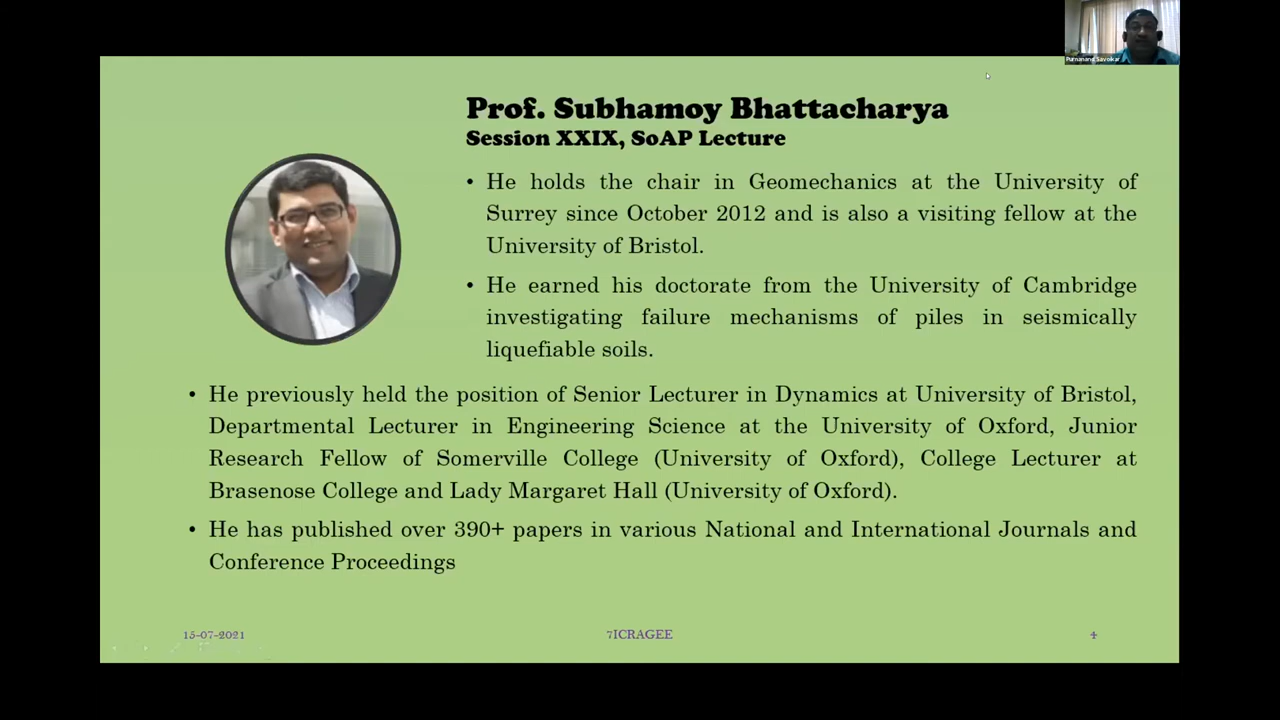 Purnanand Savoikar
Prof. Subhamoy Bhattacharya
Session XXIX, SoAP Lecture
• He holds the chair in Geomechanics at the University of
Surrey since October 2012 and is also a visiting fellow at the
University of Bristol.
• He earned his doctorate from the University of Cambridge
investigating failure mechanisms of piles in seismically
liquefiable soils.
• He previously held the position of Senior Lecturer in Dynamics at University of Bristol,
Departmental Lecturer in Engineering Science at the University of Oxford, Junior
Research Fellow of Somerville College (University of Oxford), College Lecturer at
Brasenose College and Lady Margaret Hall (University of Oxford).
• He has published over 390+ papers in various National and International Journals and
Conference Proceedings
15-07-2021 7ICRAGEE 4